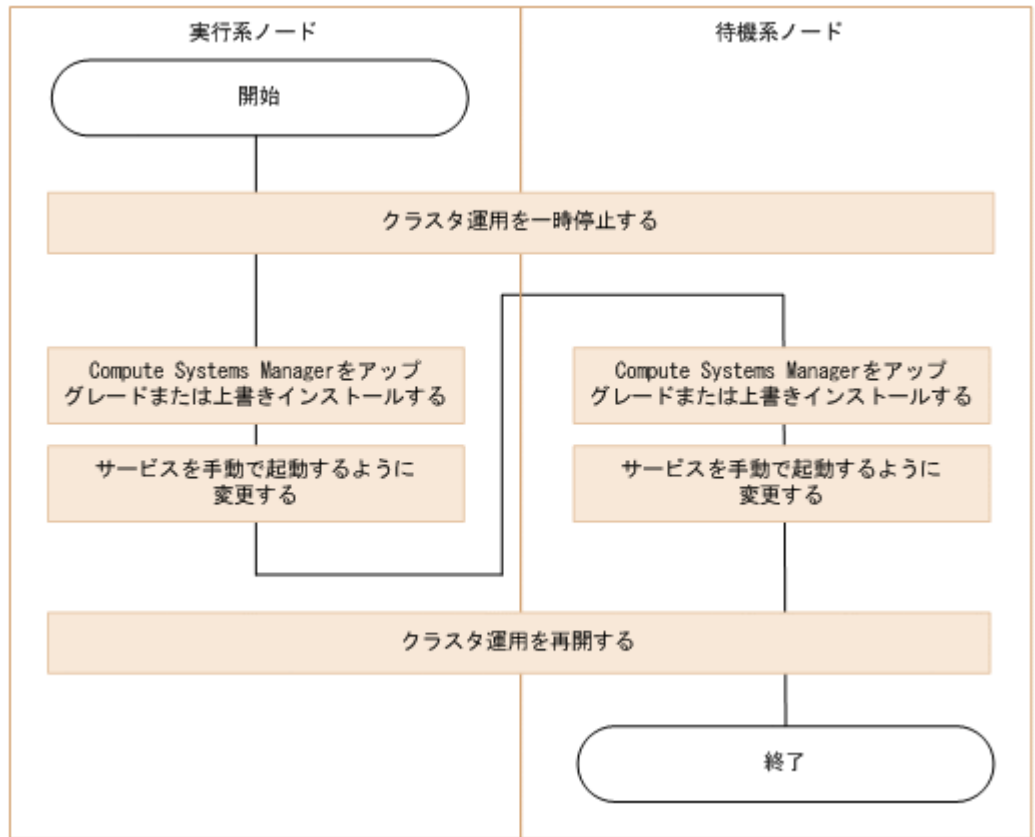 実行系ノード
待機系ノード
開始
クラスタ運用を一時停止する
Compute Systems Managerをアップ
グレードまたは上書きインストールする
サービスを手動で起動するように
変更する
Compute Systems Managerをアップ
グレードまたは上書きインストールする
サービスを手動で起動するように
変更する
クラスタ運用を再開する
終了